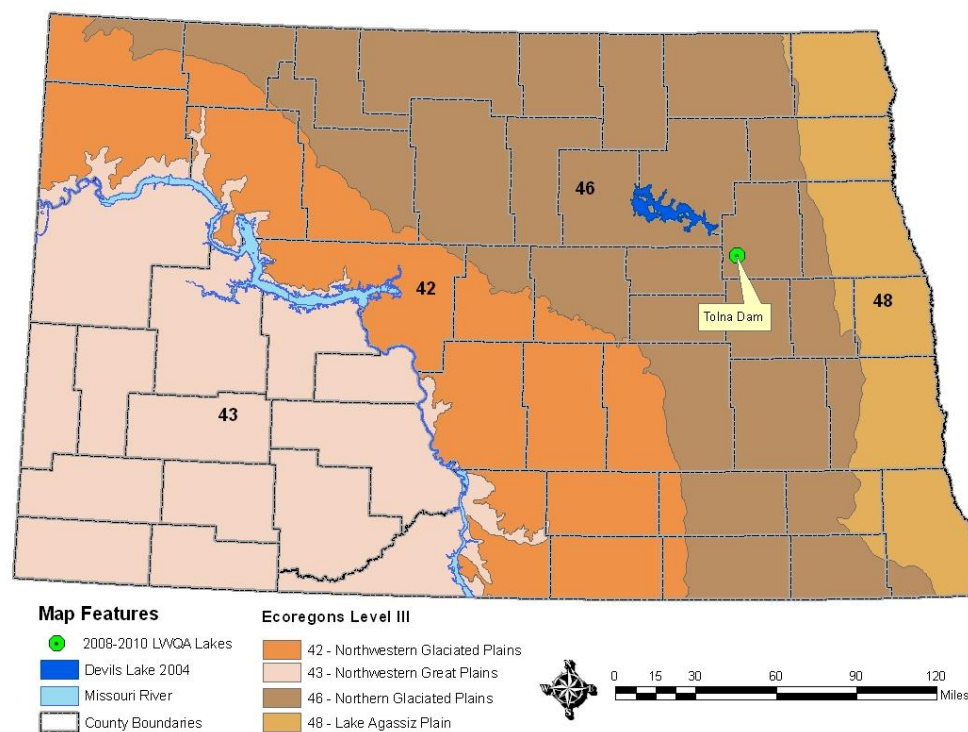 46
42
48
Tolna Dam
43
Map Features
2008-2010 LWQA Lakes
Devils Lake 2004
Missouri River
County Boundaries
Ecoregons Level III
42 - Northwestern Glaciated Plains
43 - Northwestern Great Plains
46 - Northern Glaciated Plains
48 - Lake Agassiz Plain
N
S
0 15 30 60 90 120
Miles